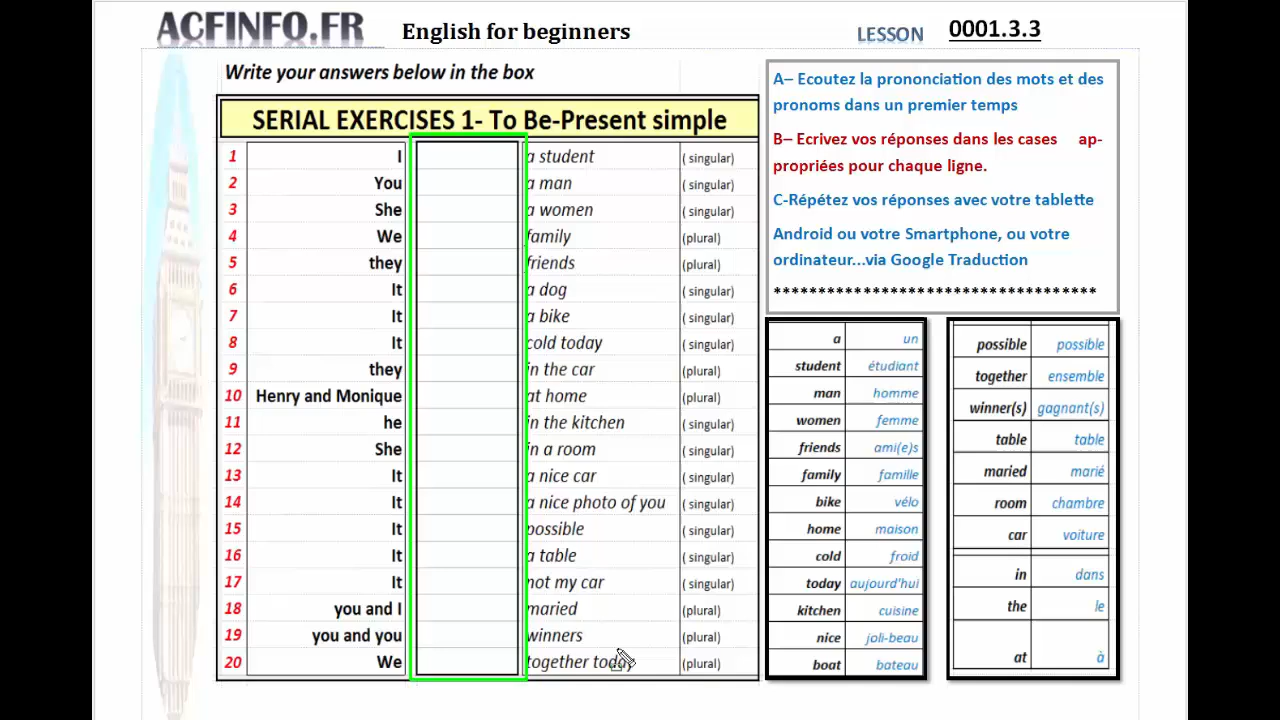 ACFINFO.FR English for beginners LESSON 0001.3.3
Write your answers below in the box
SERIAL EXERCISES 1- To Be-Present simple
1 I a student ( singular)
2 You a man ( singular)
3 She a women ( singular)
4 We family (plural)
5 they friends (plural)
6 It a dog ( singular)
7 It a bike ( singular)
8 It cold today ( singular)
9 they in the car (plural)
10 Henry and Monique at home (plural)
11 he in the kitchen ( singular)
12 She in a room ( singular)
13 It a nice car ( singular)
14 It a nice photo of you ( singular)
15 It possible ( singular)
16 It a table ( singular)
17 It not my car ( singular)
18 you and I maried (plural)
19 you and you winners (plural)
20 We together today (plural)
A– Ecoutez la prononciation des mots et des
pronoms dans un premier temps
B– Ecrivez vos réponses dans les cases ap-
propriées pour chaque ligne.
C-Répétez vos réponses avec votre tablette
Android ou votre Smartphone, ou votre
ordinateur...via Google Traduction
************************************
a un
student étudiant
man homme
women femme
friends ami(e)s
family famille
bike vélo
home maison
cold froid
today aujourd'hui
kitchen cuisine
nice joli-beau
boat bateau
possible possible
together ensemble
winner(s) gagnant(s)
table table
maried marié
room chambre
car voiture
in dans
the le
at à